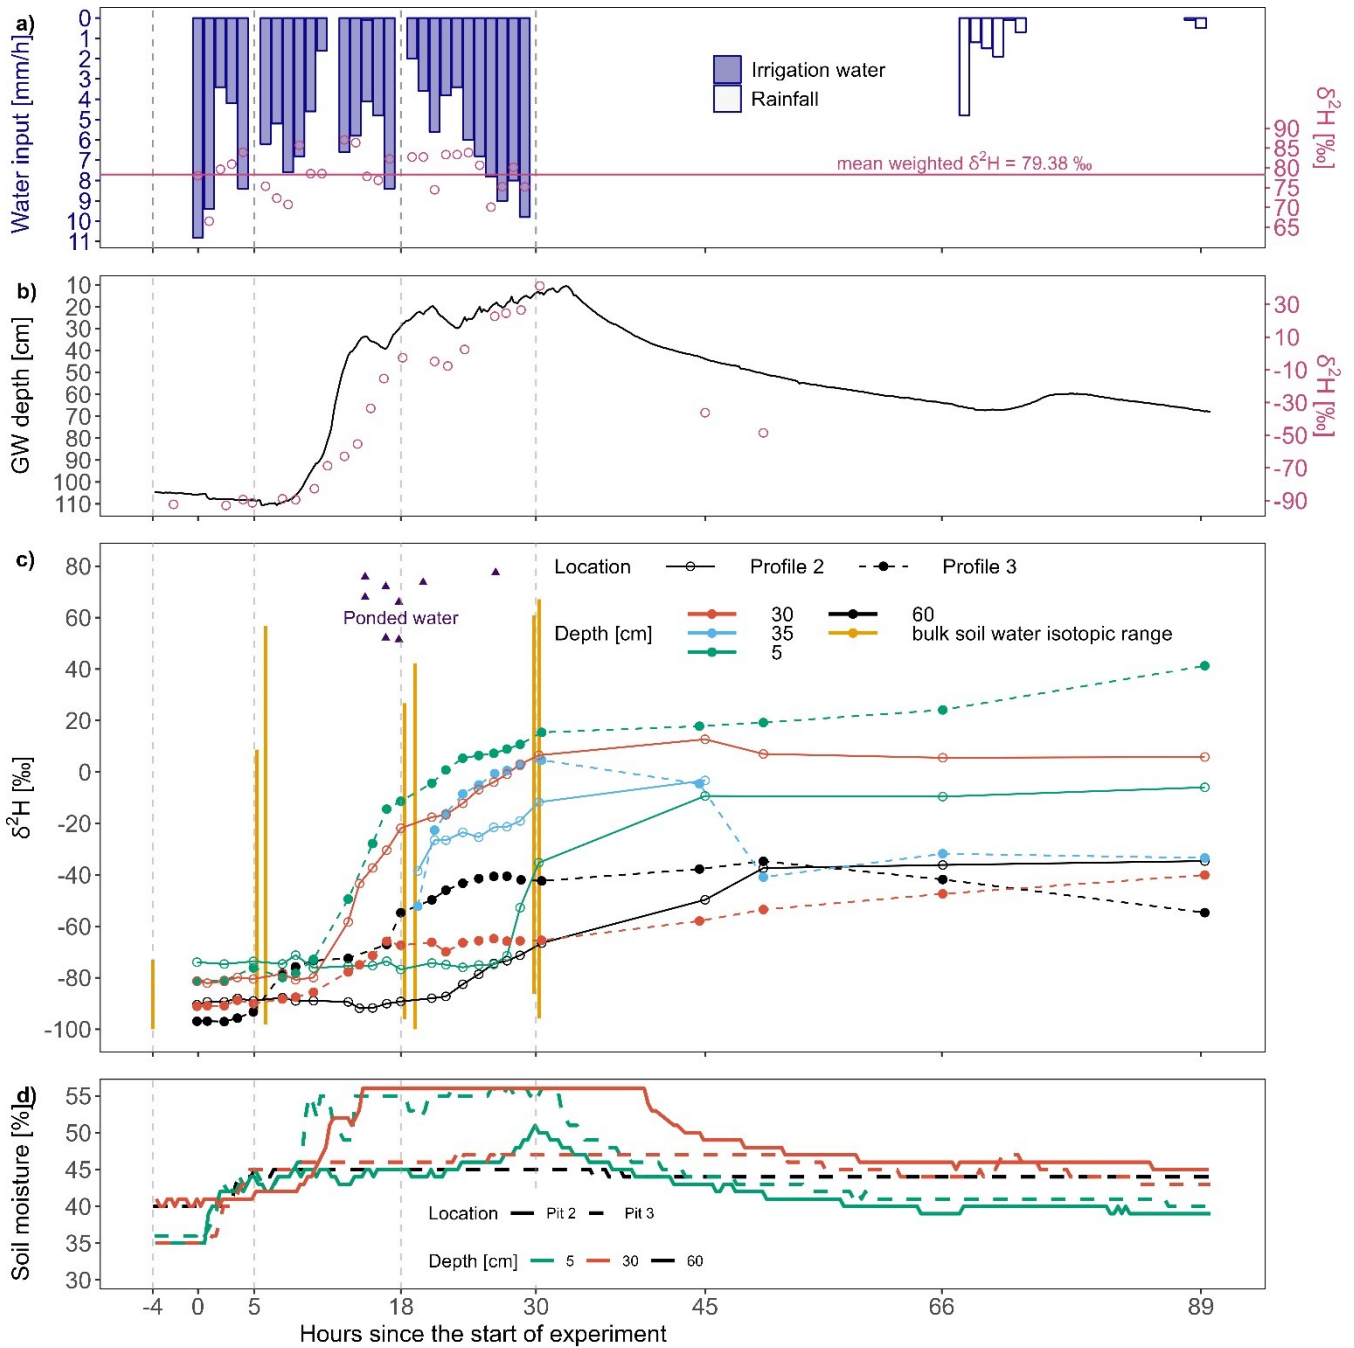 a)
Water input [mm/h]
0
1
2
3
4
5
6
7
8
9
10
11
Irrigation water
Rainfall
mean weighted δ²H = 79.38 ‰
90
85
80
75
70
65
δ²H [‰]
b)
GW depth [cm]
10
20
30
40
50
60
70
80
90
100
110
30
10
-10
-30
-50
-70
-90
δ²H [‰]
c)
δ²H [‰]
80
60
40
20
0
-20
-40
-60
-80
-100
Ponded water
Location Profile 2 Profile 3
Depth [cm]
30 60
35 bulk soil water isotopic range
5
d)
Soil moisture [%]
55
50
45
40
35
30
Location Pit 2 Pit 3
Depth [cm] 5 30 60
-4 0 5 18 30 45 66 89
Hours since the start of experiment